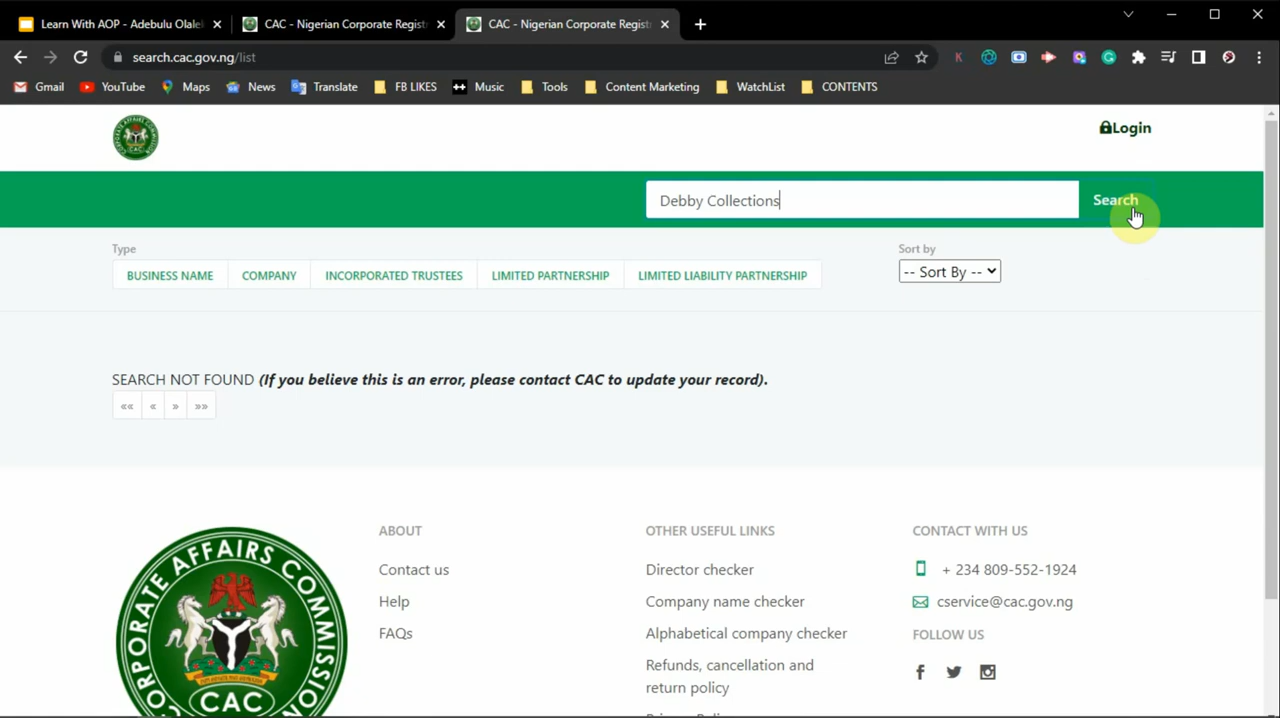 Learn With AOP - Adebulu Olalek
CAC - Nigerian Corporate Registr
CAC - Nigerian Corporate Registr
search.cac.gov.ng/list
Gmail
YouTube
Maps
News
Translate
FB LIKES
Music
Tools
Content Marketing
WatchList
CONTENTS
Login
Debby Collections
Search
Type
Sort by
BUSINESS NAME
COMPANY
INCORPORATED TRUSTEES
LIMITED PARTNERSHIP
LIMITED LIABILITY PARTNERSHIP
-- Sort By --
SEARCH NOT FOUND (If you believe this is an error, please contact CAC to update your record).
«« « » »»
CORPORATE AFFAIRS COMMISSION
CAC
ABOUT
Contact us
Help
FAQs
OTHER USEFUL LINKS
Director checker
Company name checker
Alphabetical company checker
Refunds, cancellation and
return policy
CONTACT WITH US
+ 234 809-552-1924
cservice@cac.gov.ng
FOLLOW US